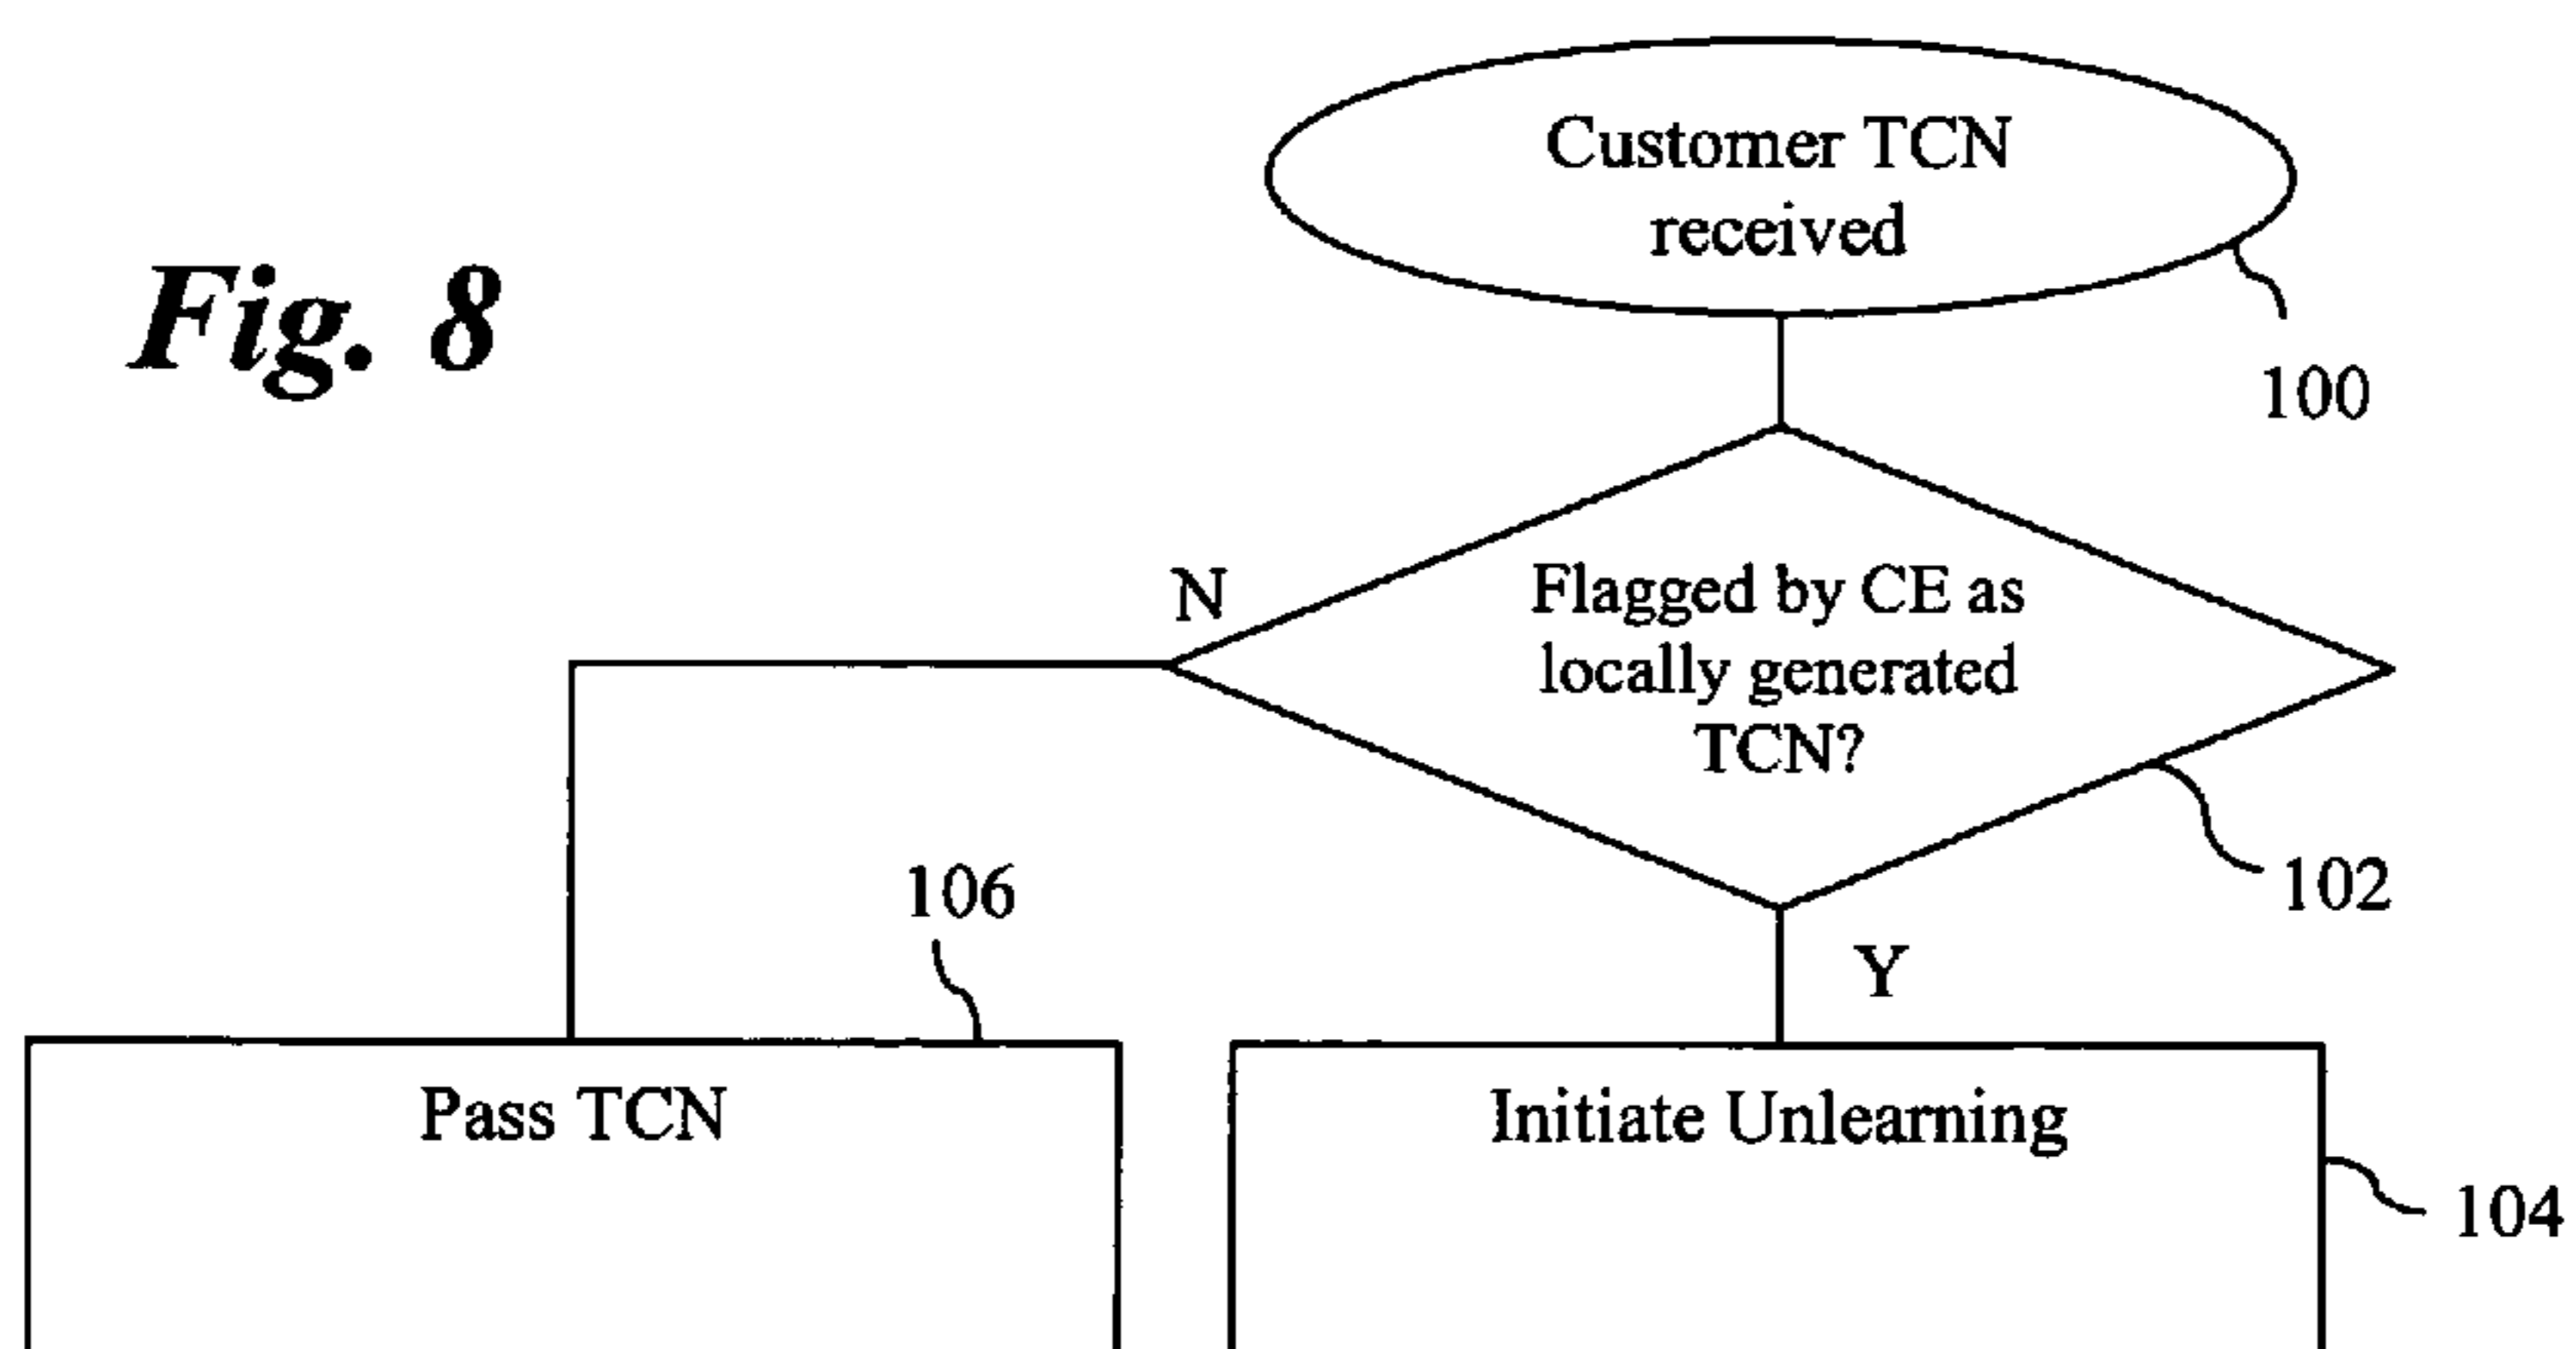 Fig. 8
Customer TCN
received
100
Flagged by CE as
locally generated
TCN?
N
102
Y
106
Pass TCN
Initiate Unlearning
104